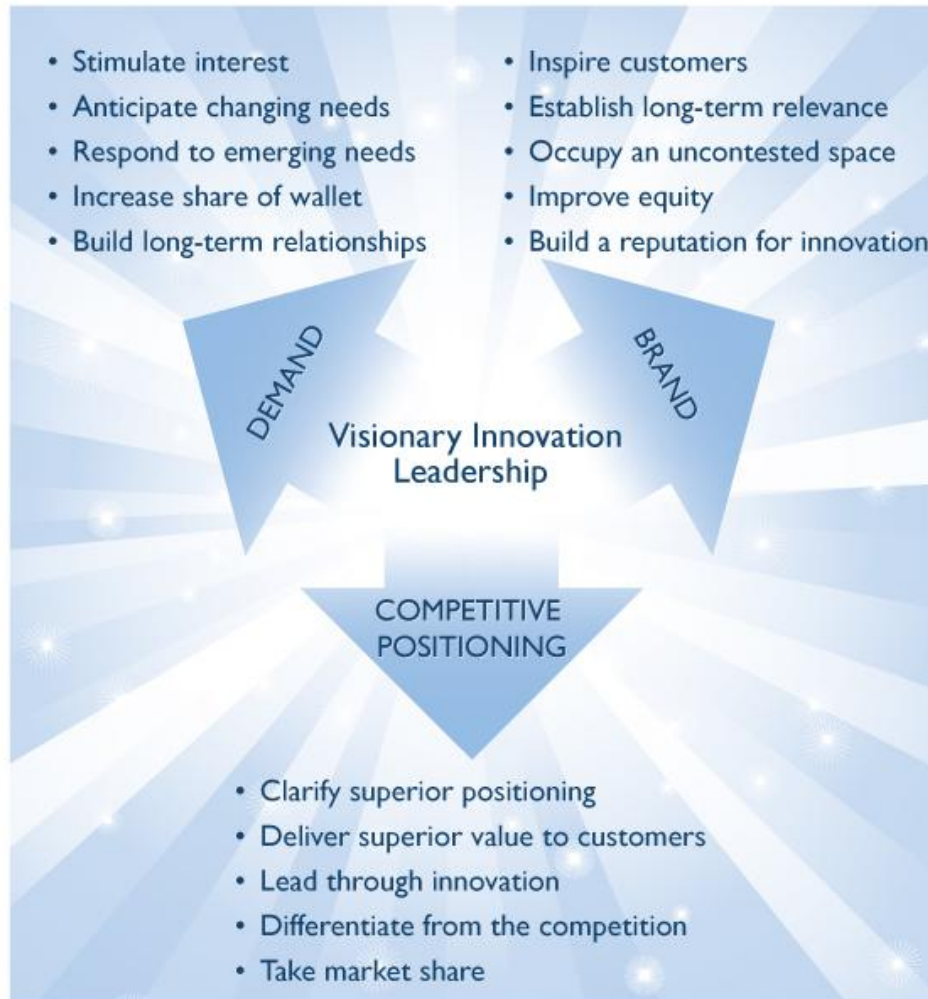 • Stimulate interest
• Anticipate changing needs
• Respond to emerging needs
• Increase share of wallet
• Build long-term relationships
• Inspire customers
• Establish long-term relevance
• Occupy an uncontested space
• Improve equity
• Build a reputation for innovation
DEMAND
BRAND
Visionary Innovation
Leadership
COMPETITIVE
POSITIONING
• Clarify superior positioning
• Deliver superior value to customers
• Lead through innovation
• Differentiate from the competition
• Take market share